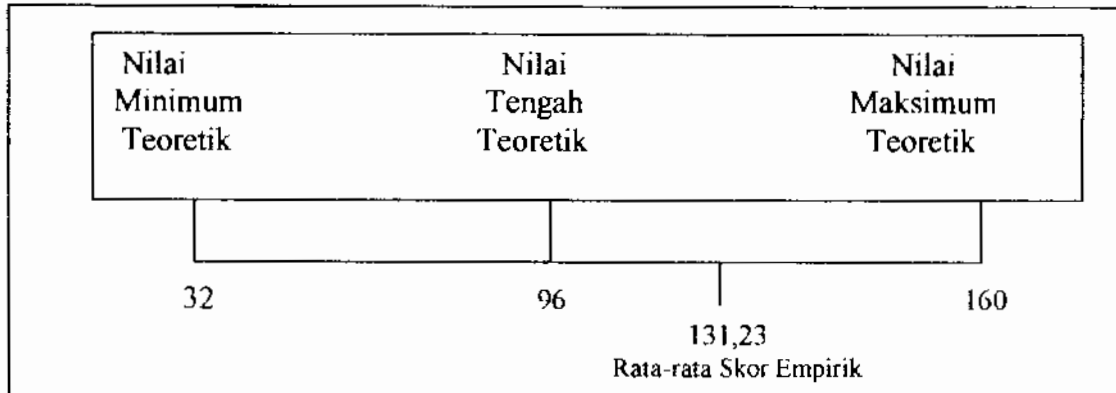 Nilai Minimum Teoretik
Nilai Tengah Teoretik
Nilai Maksimum Teoretik
32 96 160
131,23
Rata-rata Skor Empirik